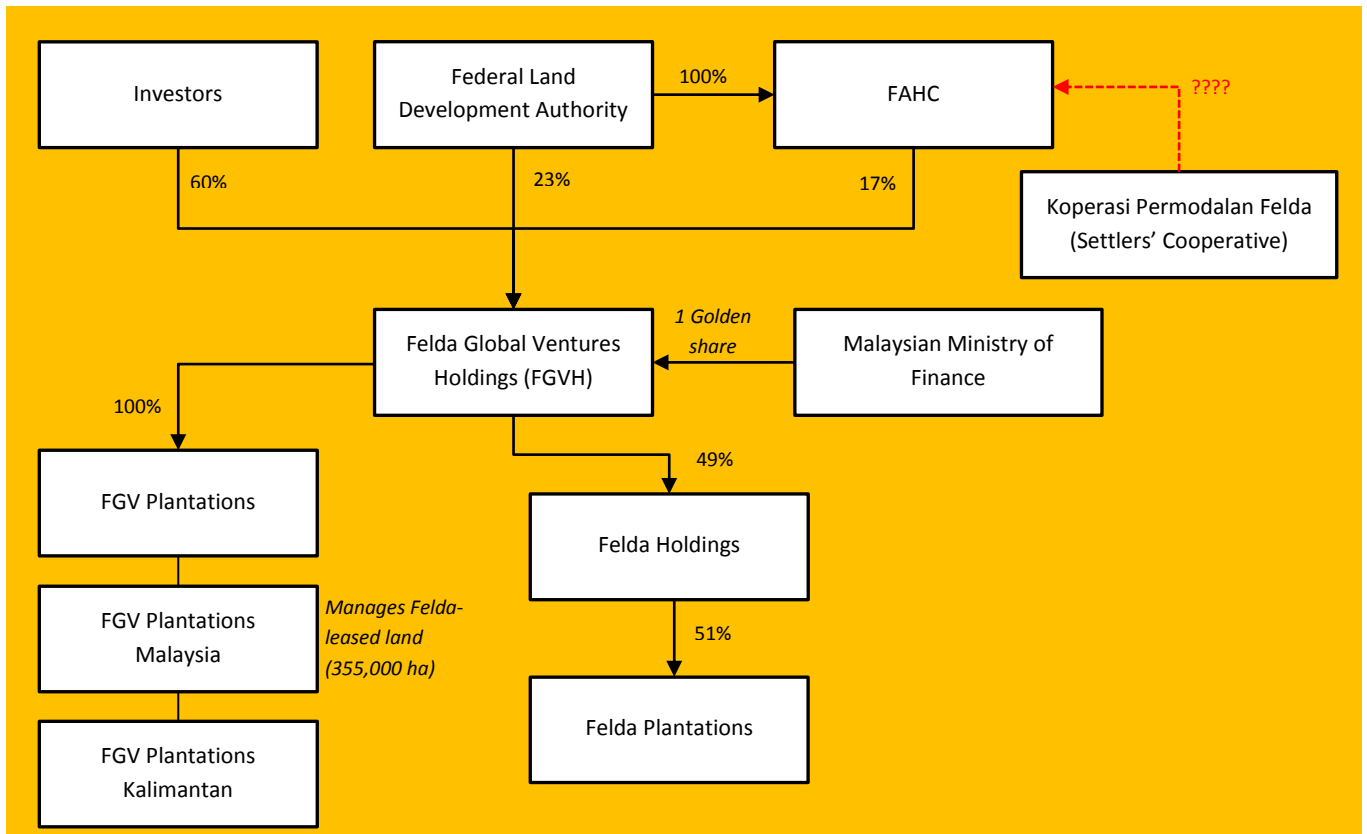 Investors
Federal Land
Development Authority
100%
FAHC
????
60%
23%
17%
Koperasi Permodalan Felda
(Settlers’ Cooperative)
Felda Global Ventures
Holdings (FGVH)
1 Golden
share
Malaysian Ministry of
Finance
100%
49%
FGV Plantations
Felda Holdings
FGV Plantations
Malaysia
Manages Felda-
leased land
(355,000 ha)
51%
Felda Plantations
FGV Plantations
Kalimantan